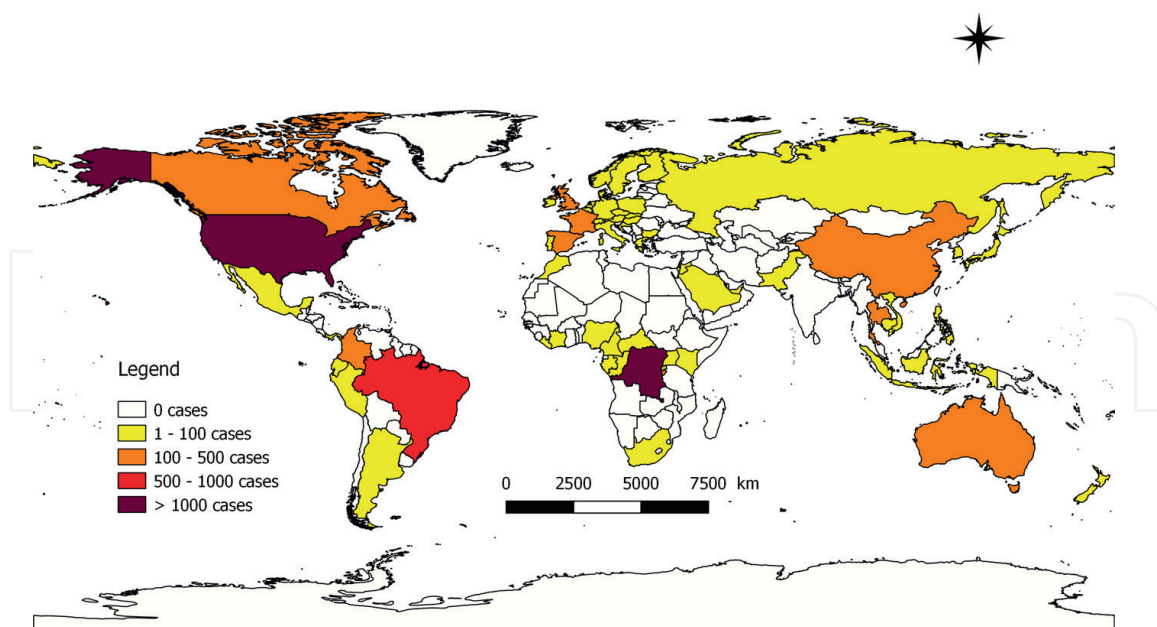 Legend
0 cases
1 - 100 cases
100 - 500 cases
500 - 1000 cases
> 1000 cases
0 2500 5000 7500 km